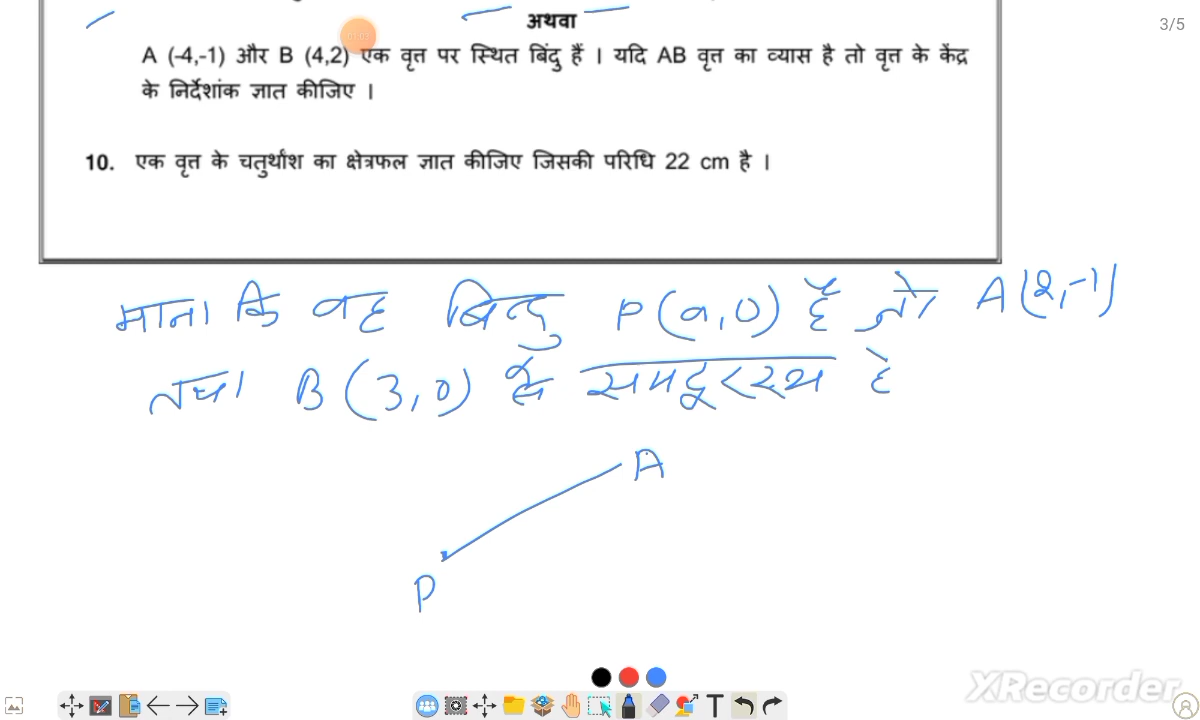 3/5
अथवा
A (-4,-1) और B (4,2) एक वृत्त पर स्थित बिंदु हैं । यदि AB वृत्त का व्यास है तो वृत्त के केंद्र
के निर्देशांक ज्ञात कीजिए ।
10. एक वृत्त के चतुर्थांश का क्षेत्रफल ज्ञात कीजिए जिसकी परिधि 22 cm है ।
माना कि वह बिन्दु P(a,0) है जो A(2,-1)
तथा B(3,0) से समदूरस्थ है
A
P
T
XRecorder